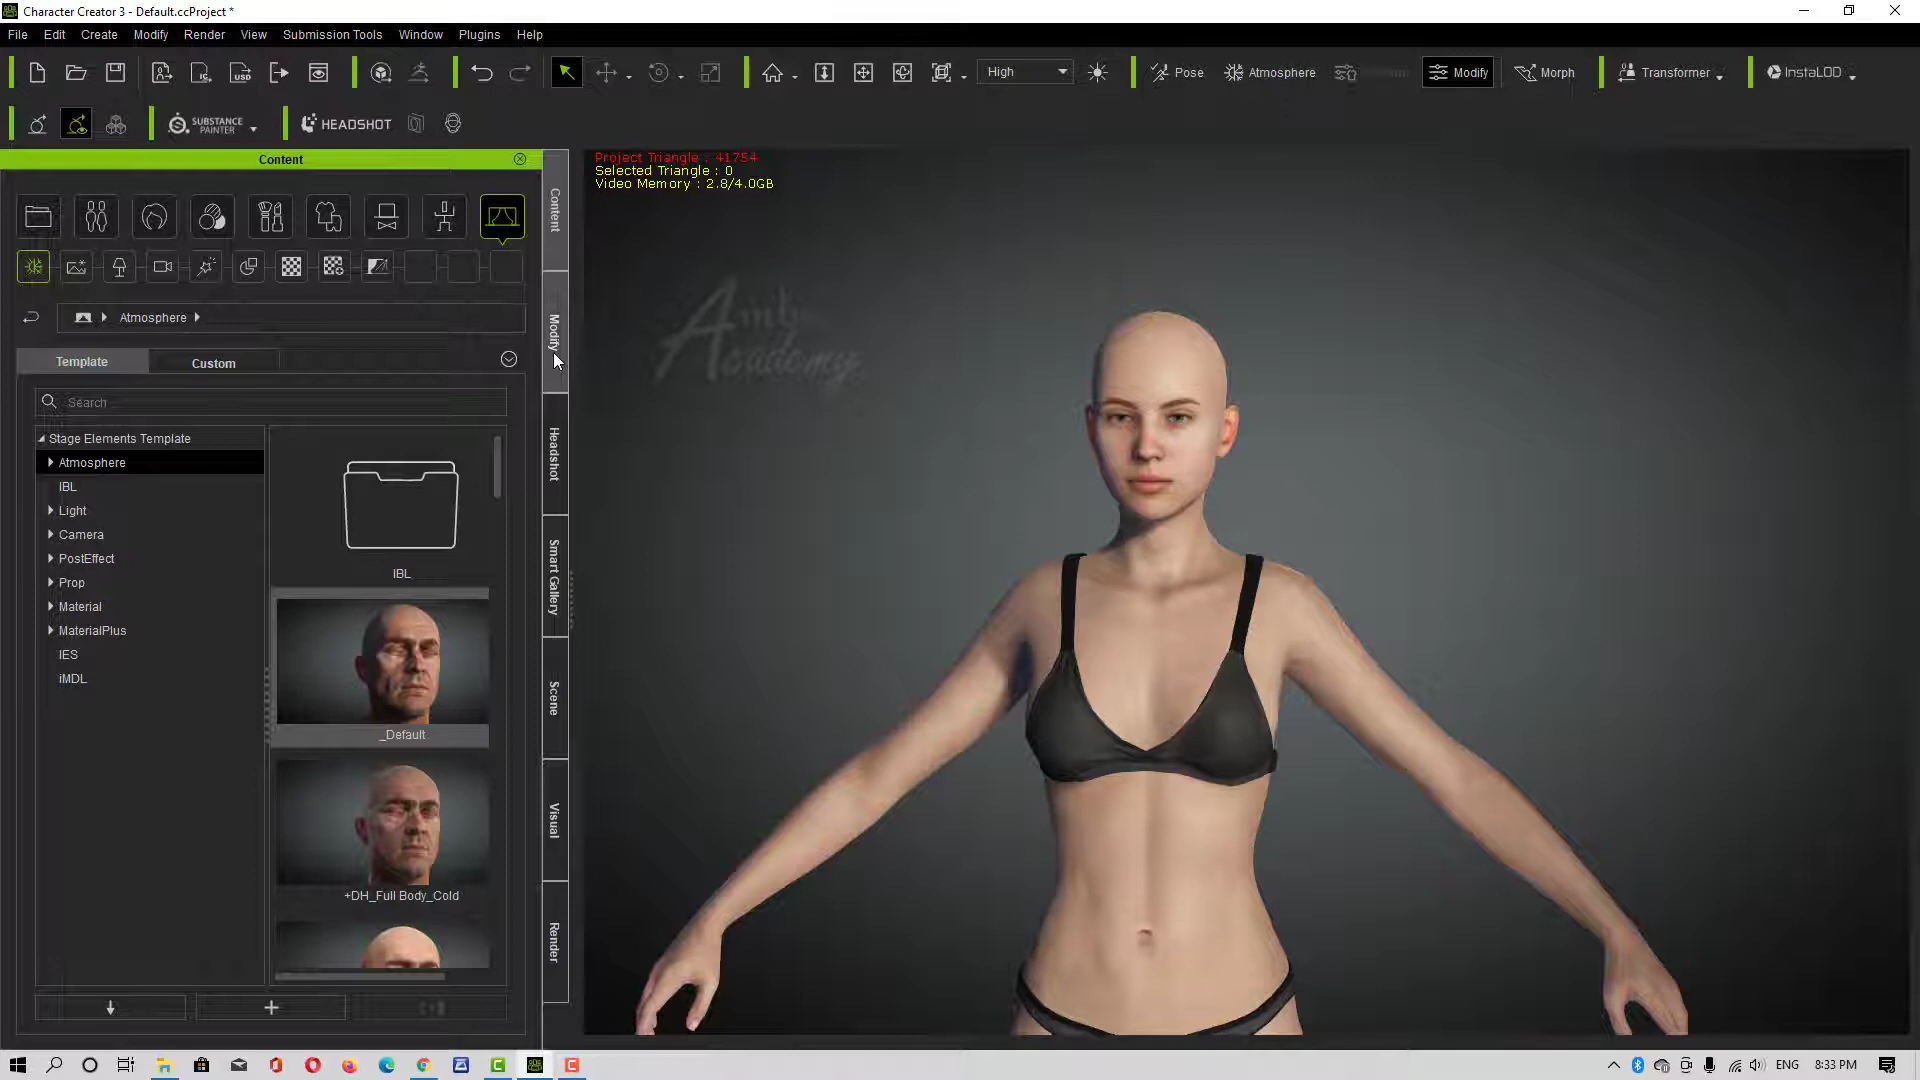 Character Creator 3 - Default.ccProject *
File Edit Create Modify Render View Submission Tools Window Plugins Help
High Pose Atmosphere Modify Morph Transformer InstaLOD
SUBSTANCE PAINTER HEADSHOT
Content
Project Triangle : 41754
Selected Triangle : 0
Video Memory : 2.8/4.0GB
Amb
Academy
Atmosphere
Template Custom
Search
Stage Elements Template
Atmosphere
IBL
Light
Camera
PostEffect
Prop
Material
MaterialPlus
IES
iMDL
IBL
_Default
+DH_Full Body_Cold
Content
Modify
Headshot
Smart Gallery
Scene
Visual
Render
ENG 8:33 PM